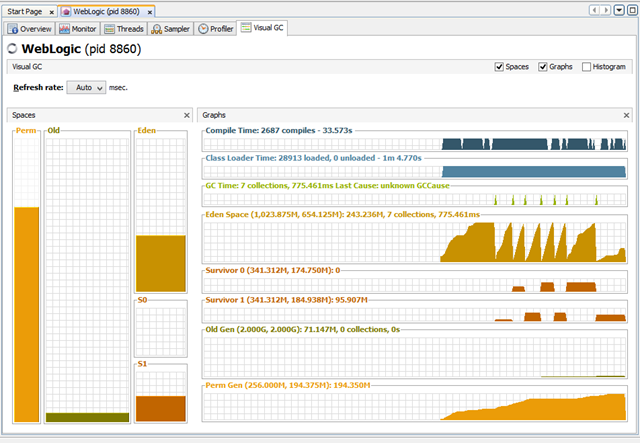 Start Page
WebLogic (pid 8860)
Overview Monitor Threads Sampler Profiler Visual GC
WebLogic (pid 8860)
Visual GC
Spaces Graphs Histogram
Refresh rate: Auto msec.
Spaces
Perm Old Eden
S0
S1
Graphs
Compile Time: 2687 compiles - 33.573s
Class Loader Time: 28913 loaded, 0 unloaded - 1m 4.770s
GC Time: 7 collections, 775.461ms Last Cause: unknown GCCause
Eden Space (1,023.875M, 654.125M): 243.236M, 7 collections, 775.461ms
Survivor 0 (341.312M, 174.750M): 0
Survivor 1 (341.312M, 184.938M): 95.907M
Old Gen (2.000G, 2.000G): 71.147M, 0 collections, 0s
Perm Gen (256.000M, 194.375M): 194.350M